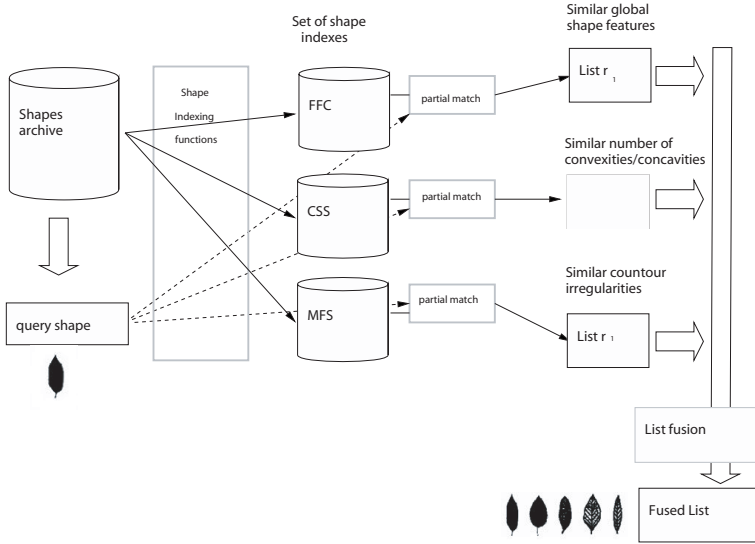 Set of shape
indexes
Similar global
shape features
Shapes
archive
Shape
Indexing
functions
FFC
partial match
List r 1
Similar number of
convexities/concavities
CSS
partial match
Similar countour
irregularities
query shape
MFS
partial match
List r 1
List fusion
Fused List